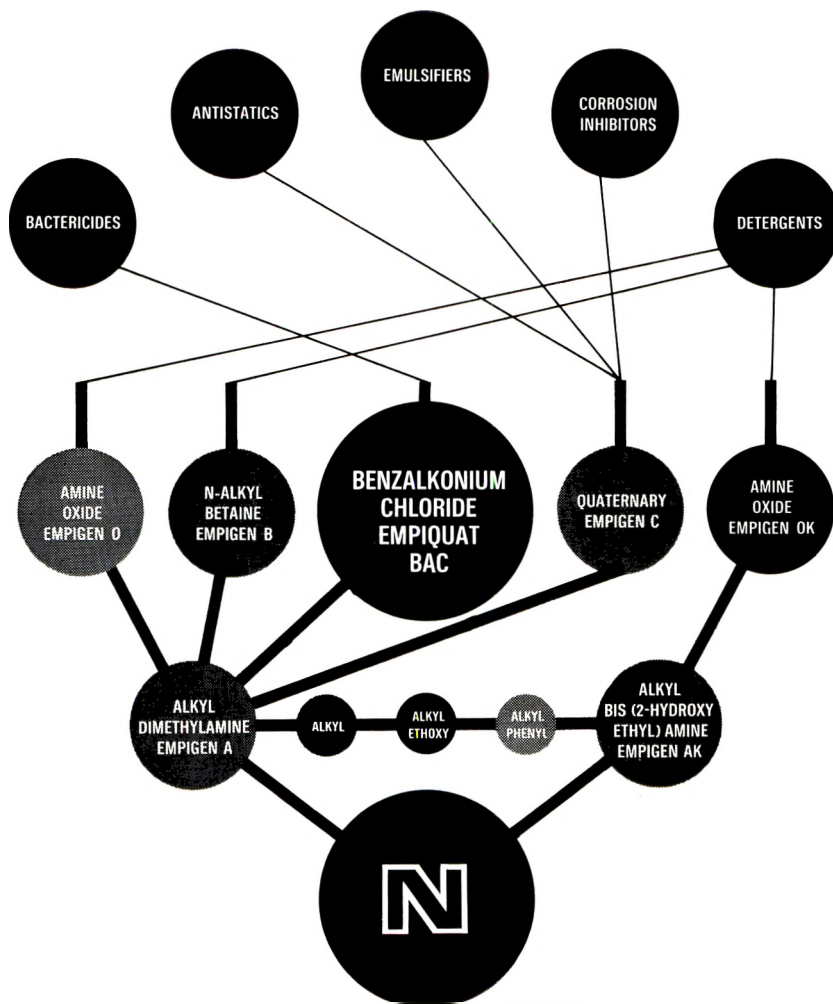 EMULSIFIERS
ANTISTATICS
CORROSION
INHIBITORS
BACTERICIDES
DETERGENTS
AMINE
OXIDE
EMPIGEN O
N-ALKYL
BETAINE
EMPIGEN B
BENZALKONIUM
CHLORIDE
EMPIQUAT
BAC
QUATERNARY
EMPIGEN C
AMINE
OXIDE
EMPIGEN OK
ALKYL
DIMETHYLAMINE
EMPIGEN A
ALKYL
ALKYL
ETHOXY
ALKYL
PHENYL
ALKYL
BIS (2-HYDROXY
ETHYL) AMINE
EMPIGEN AK
N